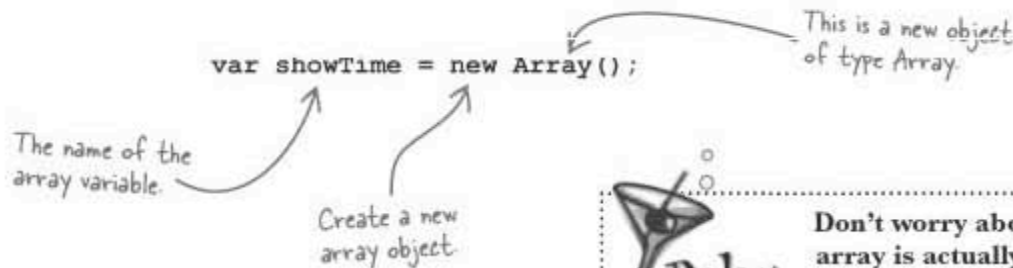 This is a new object
of type Array.
var showTime = new Array();
The name of the
array variable.
Create a new
array object.
Don't worry
array is actually